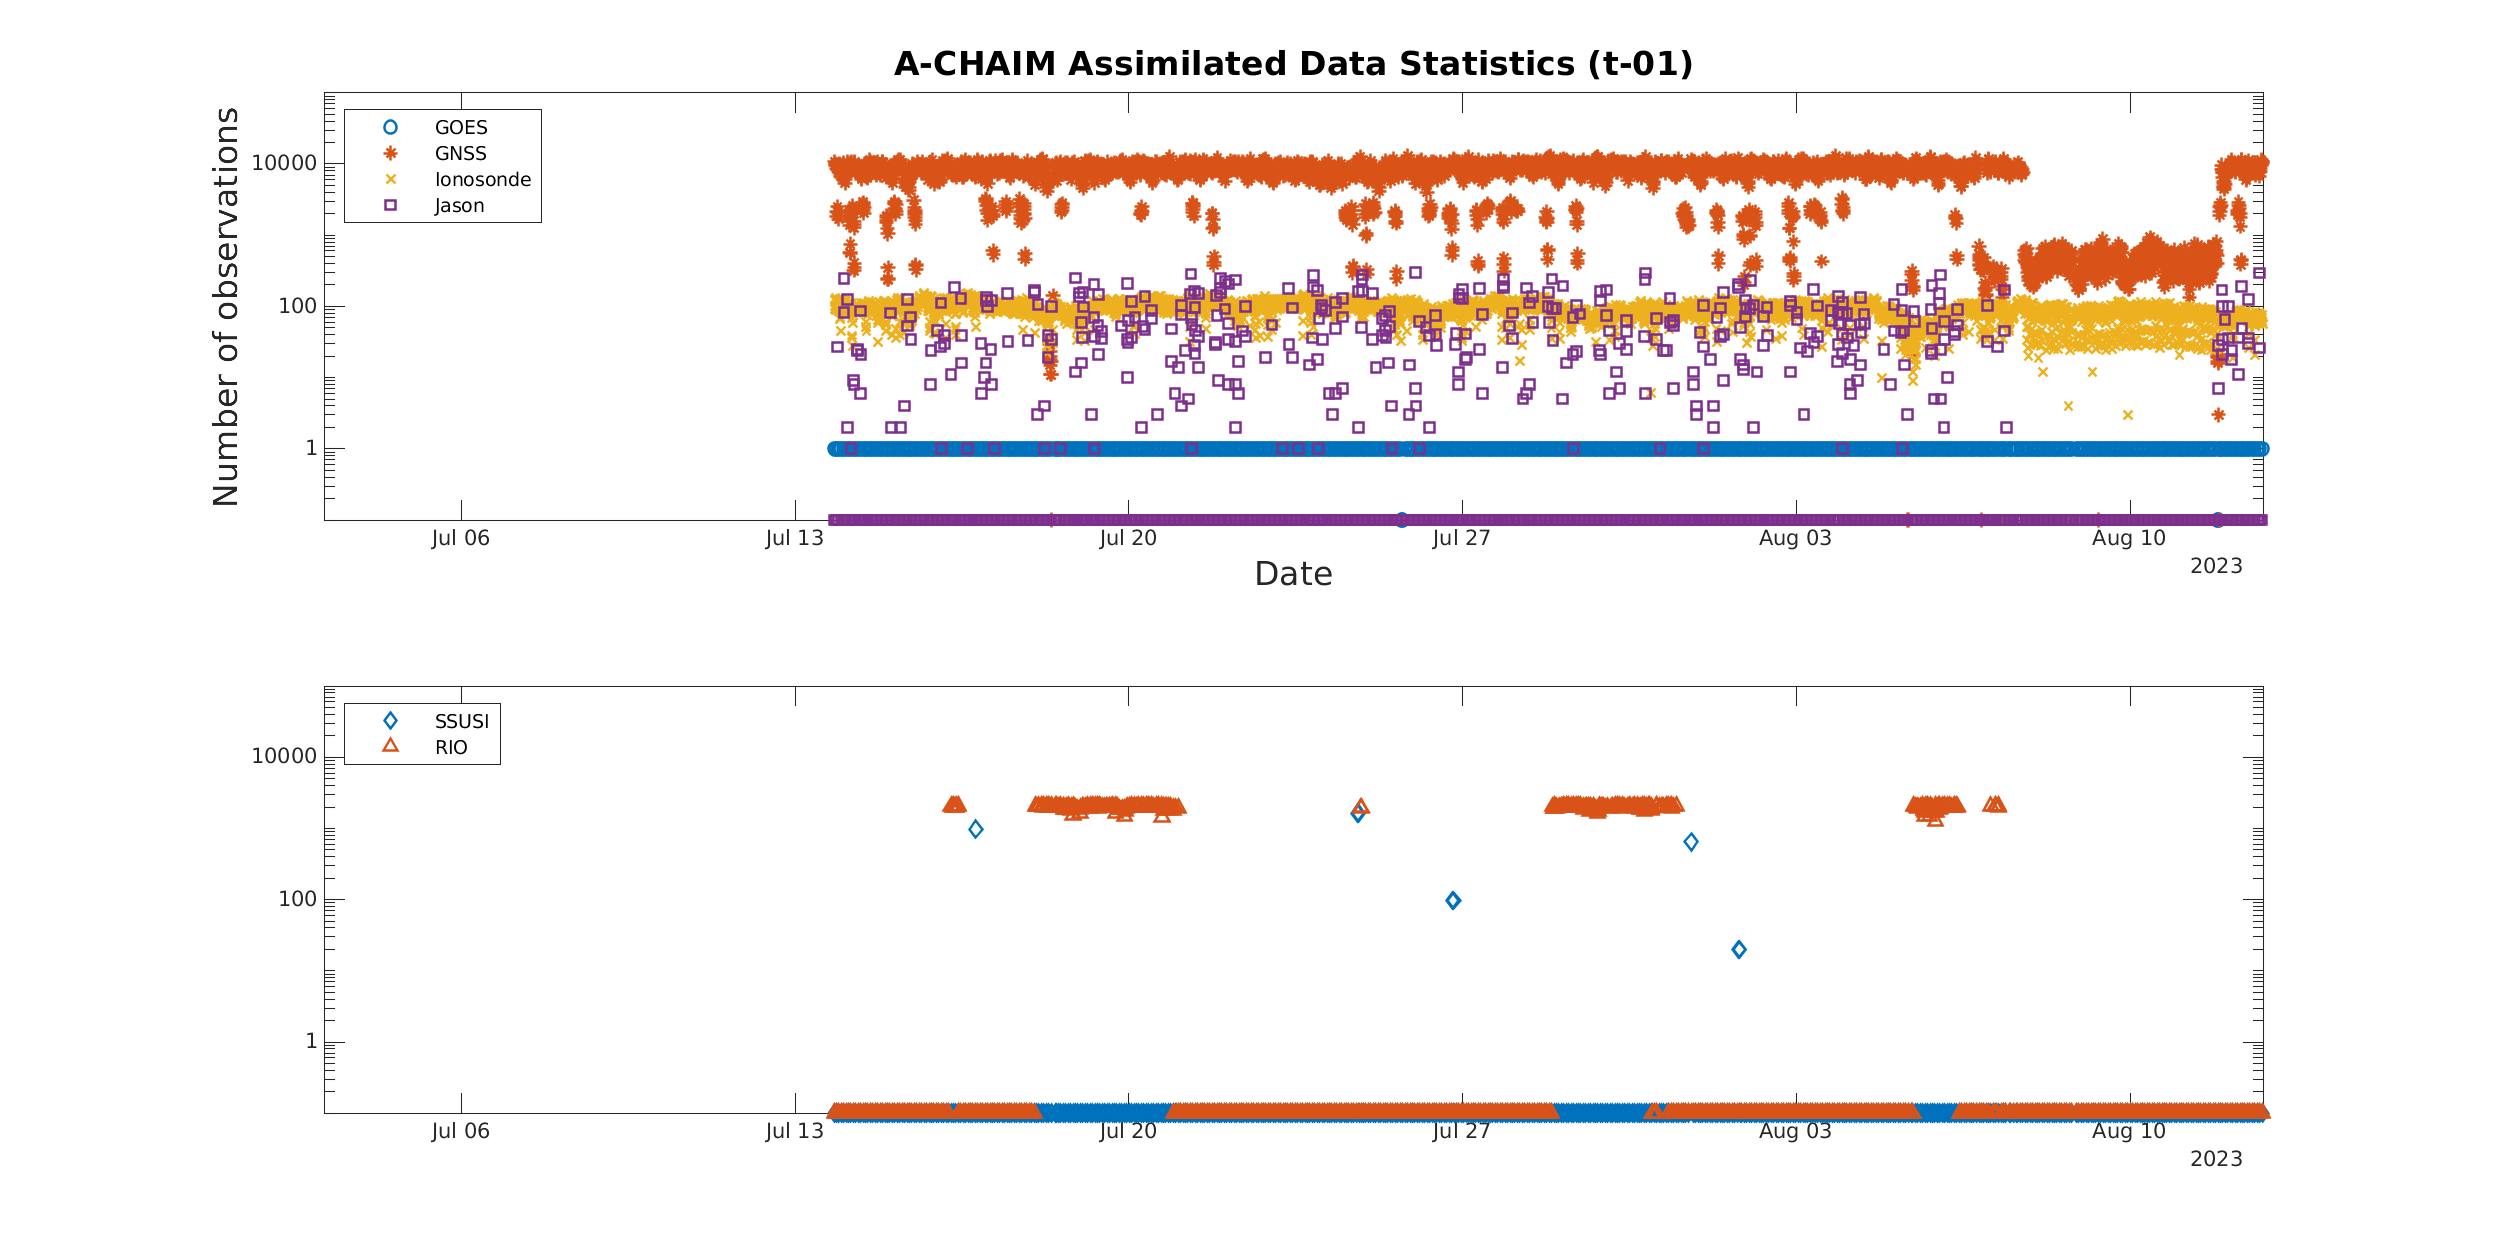 A-CHAIM Assimilated Data Statistics (t-01)
Number of observations
10000
100
1
GOES
GNSS
Ionosonde
Jason
Jul 06
Jul 13
Jul 20
Jul 27
Aug 03
Aug 10
2023
Date
10000
100
1
SSUSI
RIO
Jul 06
Jul 13
Jul 20
Jul 27
Aug 03
Aug 10
2023